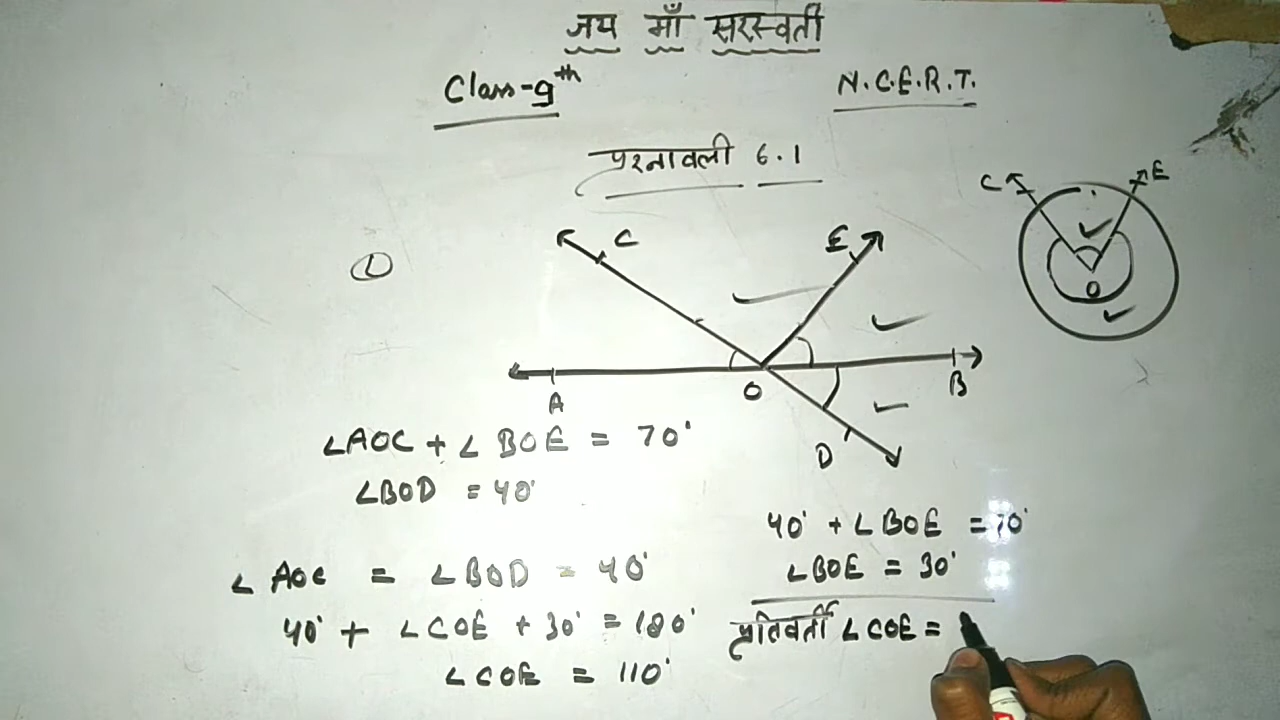 जय माँ सरस्वती
Class-9th
N.C.E.R.T.
प्रश्नावली 6.1
①
C
E
O
C
E
A
O
B
D
∠AOC + ∠BOE = 70°
∠BOD = 40°
∠AOC = ∠BOD = 40°
40° + ∠COE + 30° = 180°
∠COE = 110°
40° + ∠BOE = 70°
∠BOE = 30°
प्रतिवर्ती ∠COE =